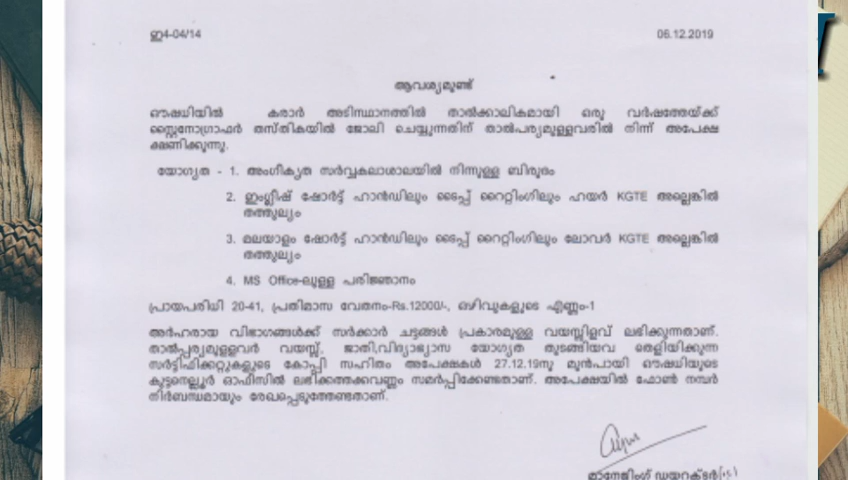 ഇ4-04/14 06.12.2019
ആവശ്യമുണ്ട്
ഔഷധിയിൽ കരാർ അടിസ്ഥാനത്തിൽ താൽക്കാലികമായി ഒരു വർഷത്തേയ്ക്ക്
സ്റ്റൈനോഗ്രാഫർ തസ്തികയിൽ ജോലി ചെയ്യുന്നതിന് താൽപര്യമുള്ളവരിൽ നിന്ന് അപേക്ഷ
ക്ഷണിക്കുന്നു.
യോഗ്യത - 1. അംഗീകൃത സർവ്വകലാശാലയിൽ നിന്നുള്ള ബിരുദം
2. ഇംഗ്ലീഷ് ഷോർട്ട് ഹാൻഡിലും ടൈപ്പ് റൈറ്റിംഗിലും ഹയർ KGTE അല്ലെങ്കിൽ
തത്തുല്യം
3. മലയാളം ഷോർട്ട് ഹാൻഡിലും ടൈപ്പ് റൈറ്റിംഗിലും ലോവർ KGTE അല്ലെങ്കിൽ
തത്തുല്യം
4. MS Office-ലുള്ള പരിജ്ഞാനം
പ്രായപരിധി 20-41, പ്രതിമാസ വേതനം-Rs.12000/-, ഒഴിവുകളുടെ എണ്ണം-1
അർഹരായ വിഭാഗങ്ങൾക്ക് സർക്കാർ ചട്ടങ്ങൾ പ്രകാരമുള്ള വയസ്സിളവ് ലഭിക്കുന്നതാണ്.
താൽപ്പര്യമുളളവർ വയസ്സ്, ജാതി,വിദ്യാഭ്യാസ യോഗ്യത തുടങ്ങിയവ തെളിയിക്കുന്ന
സർട്ടിഫിക്കറ്റുകളുടെ കോപ്പി സഹിതം അപേക്ഷകൾ 27.12.19നു മുൻപായി ഔഷധിയുടെ
കുട്ടനെല്ലൂർ ഓഫിസിൽ ലഭിക്കത്തക്കവണ്ണം സമർപ്പിക്കേണ്ടതാണ്. അപേക്ഷയിൽ ഫോൺ നമ്പർ
നിർബന്ധമായും രേഖപ്പെടുത്തേണ്ടതാണ്.
മാനേജിംഗ് ഡയറക്ടർ